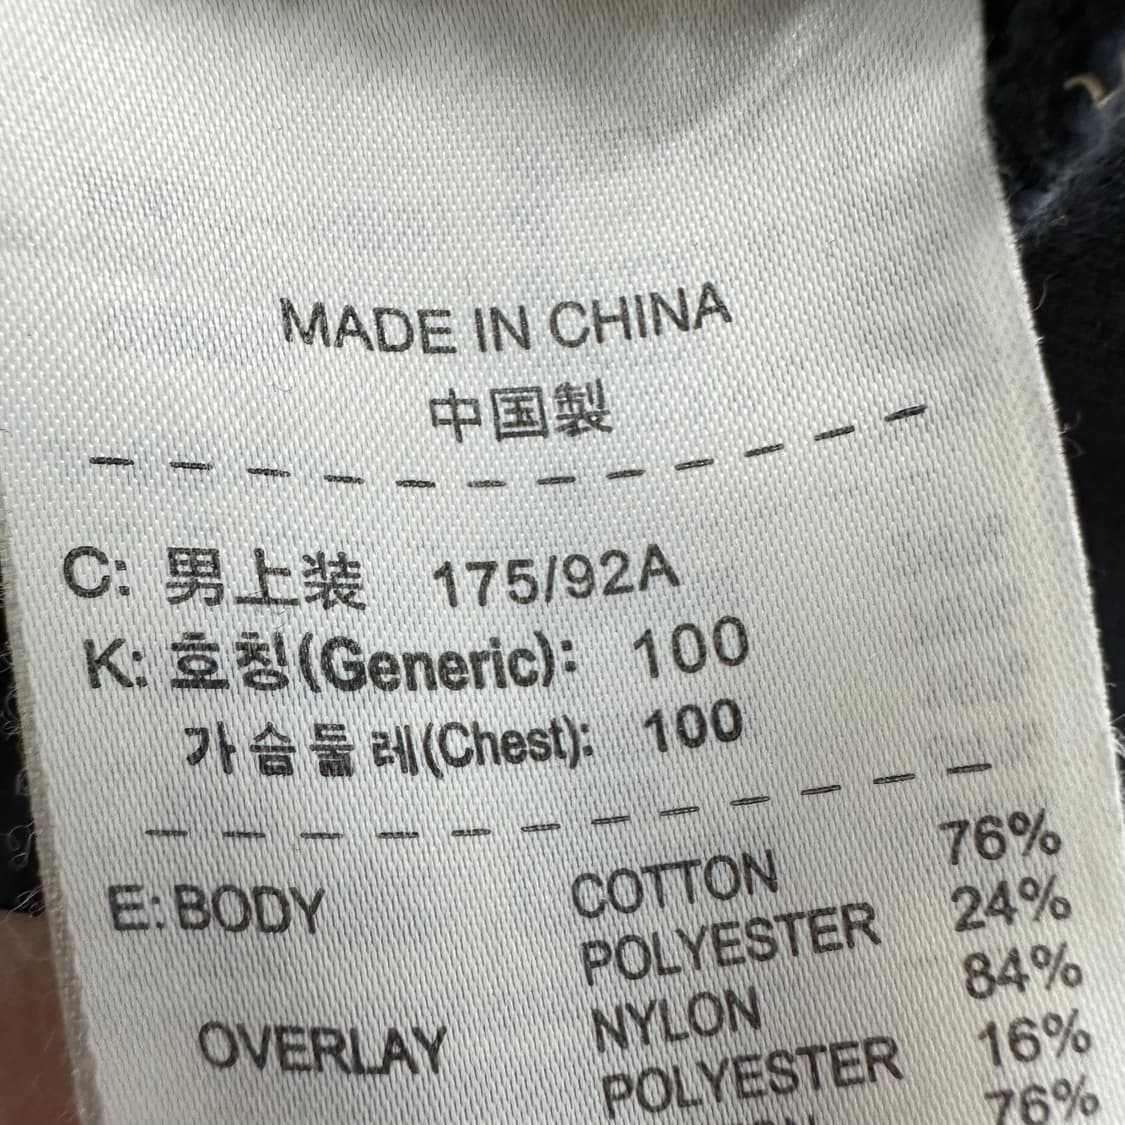 MADE IN CHINA
中国製
C: 男上装 175/92A
K: 호칭(Generic): 100
가슴둘레(Chest): 100
E: BODY COTTON 76%
POLYESTER 24%
OVERLAY NYLON 84%
POLYESTER 16%
76%